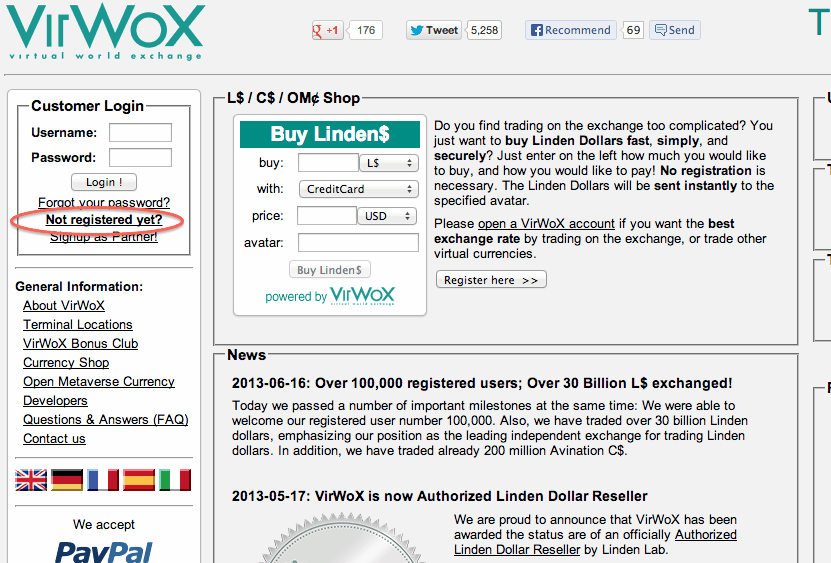 VirWoX
virtual world exchange
g +1 176
Tweet 5,258
Recommend 69
Send
T
Customer Login
Username:
Password:
Login !
Forgot your password?
Not registered yet?
Signup as Partner!
General Information:
About VirWoX
Terminal Locations
VirWoX Bonus Club
Currency Shop
Open Metaverse Currency
Developers
Questions & Answers (FAQ)
Contact us
We accept
PayPal
L$ / C$ / OM¢ Shop
Buy Linden$
buy: L$
with: CreditCard
price: USD
avatar:
Buy Linden$
powered by VirWoX
virtual world exchange
Do you find trading on the exchange too complicated? You
just want to buy Linden Dollars fast, simply, and
securely? Just enter on the left how much you would like
to buy, and how you would like to pay! No registration is
necessary. The Linden Dollars will be sent instantly to the
specified avatar.
Please open a VirWoX account if you want the best
exchange rate by trading on the exchange, or trade other
virtual currencies.
Register here >>
News
2013-06-16: Over 100,000 registered users; Over 30 Billion L$ exchanged!
Today we passed a number of important milestones at the same time: We were able to
welcome our registered user number 100,000. Also, we have traded over 30 billion Linden
dollars, emphasizing our position as the leading independent exchange for trading Linden
dollars. In addition, we have traded already 200 million Avination C$.
2013-05-17: VirWoX is now Authorized Linden Dollar Reseller
We are proud to announce that VirWoX has been
awarded the status are of an officially Authorized
Linden Dollar Reseller by Linden Lab.